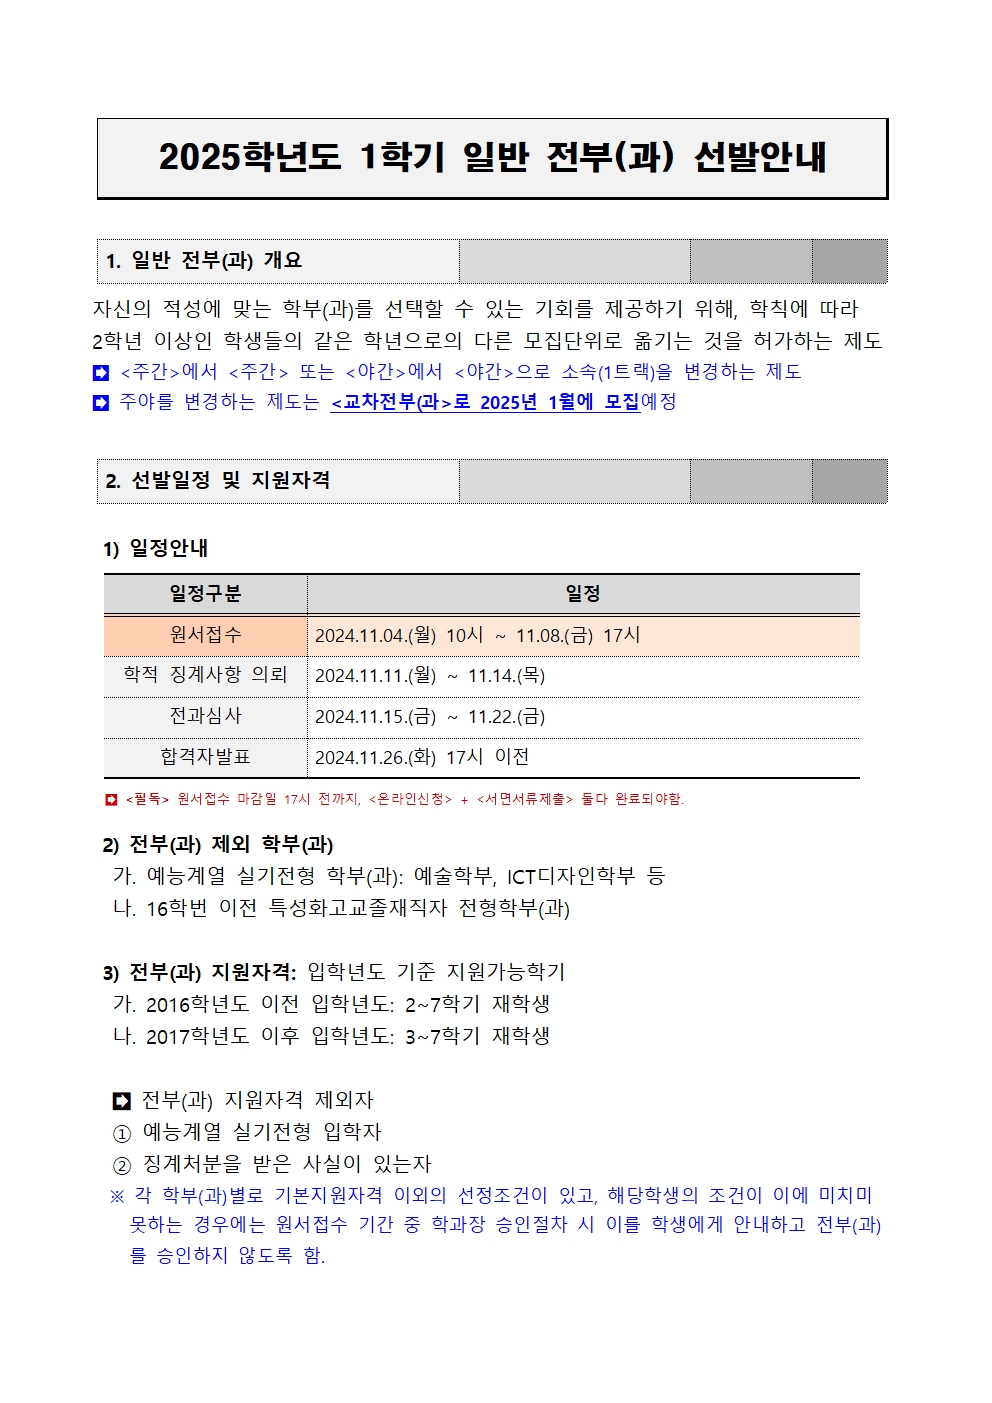 2025학년도 1학기 일반 전부(과) 선발안내
1. 일반 전부(과) 개요
자신의 적성에 맞는 학부(과)를 선택할 수 있는 기회를 제공하기 위해, 학칙에 따라
2학년 이상인 학생들의 같은 학년으로의 다른 모집단위로 옮기는 것을 허가하는 제도
➡ <주간>에서 <주간> 또는 <야간>에서 <야간>으로 소속(1트랙)을 변경하는 제도
➡ 주야를 변경하는 제도는 <교차전부(과>로 2025년 1월에 모집예정
2. 선발일정 및 지원자격
1) 일정안내
일정구분 일정
원서접수 2024.11.04.(월) 10시 ~ 11.08.(금) 17시
학적 징계사항 의뢰 2024.11.11.(월) ~ 11.14.(목)
전과심사 2024.11.15.(금) ~ 11.22.(금)
합격자발표 2024.11.26.(화) 17시 이전
➡ <필독> 원서접수 마감일 17시 전까지, <온라인신청> + <서면서류제출> 둘다 완료되야함.
2) 전부(과) 제외 학부(과)
가. 예능계열 실기전형 학부(과): 예술학부, ICT디자인학부 등
나. 16학번 이전 특성화고교졸재직자 전형학부(과)
3) 전부(과) 지원자격: 입학년도 기준 지원가능학기
가. 2016학년도 이전 입학년도: 2~7학기 재학생
나. 2017학년도 이후 입학년도: 3~7학기 재학생
➡ 전부(과) 지원자격 제외자
① 예능계열 실기전형 입학자
② 징계처분을 받은 사실이 있는자
※ 각 학부(과)별로 기본지원자격 이외의 선정조건이 있고, 해당학생의 조건이 이에 미치미
못하는 경우에는 원서접수 기간 중 학과장 승인절차 시 이를 학생에게 안내하고 전부(과)
를 승인하지 않도록 함.